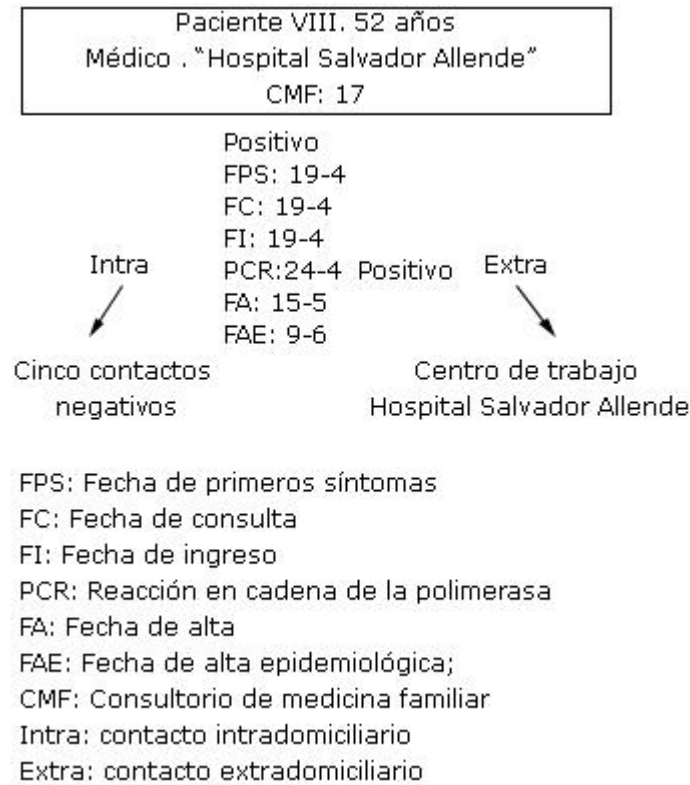 Paciente VIII. 52 años
Médico . “Hospital Salvador Allende”
CMF: 17
Positivo
FPS: 19-4
FC: 19-4
FI: 19-4
Intra
PCR:24-4 Positivo
Extra
FA: 15-5
FAE: 9-6
Cinco contactos
negativos
Centro de trabajo
Hospital Salvador Allende
FPS: Fecha de primeros síntomas
FC: Fecha de consulta
FI: Fecha de ingreso
PCR: Reacción en cadena de la polimerasa
FA: Fecha de alta
FAE: Fecha de alta epidemiológica;
CMF: Consultorio de medicina familiar
Intra: contacto intradomiciliario
Extra: contacto extradomiciliario